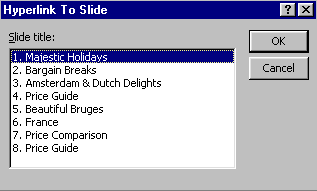 Hyperlink To Slide
Slide title:
OK
1. Majestic Holidays
2. Bargain Breaks
Cancel
3. Amsterdam & Dutch Delights
4. Price Guide
5. Beautiful Bruges
6. France
7. Price Comparison
8. Price Guide